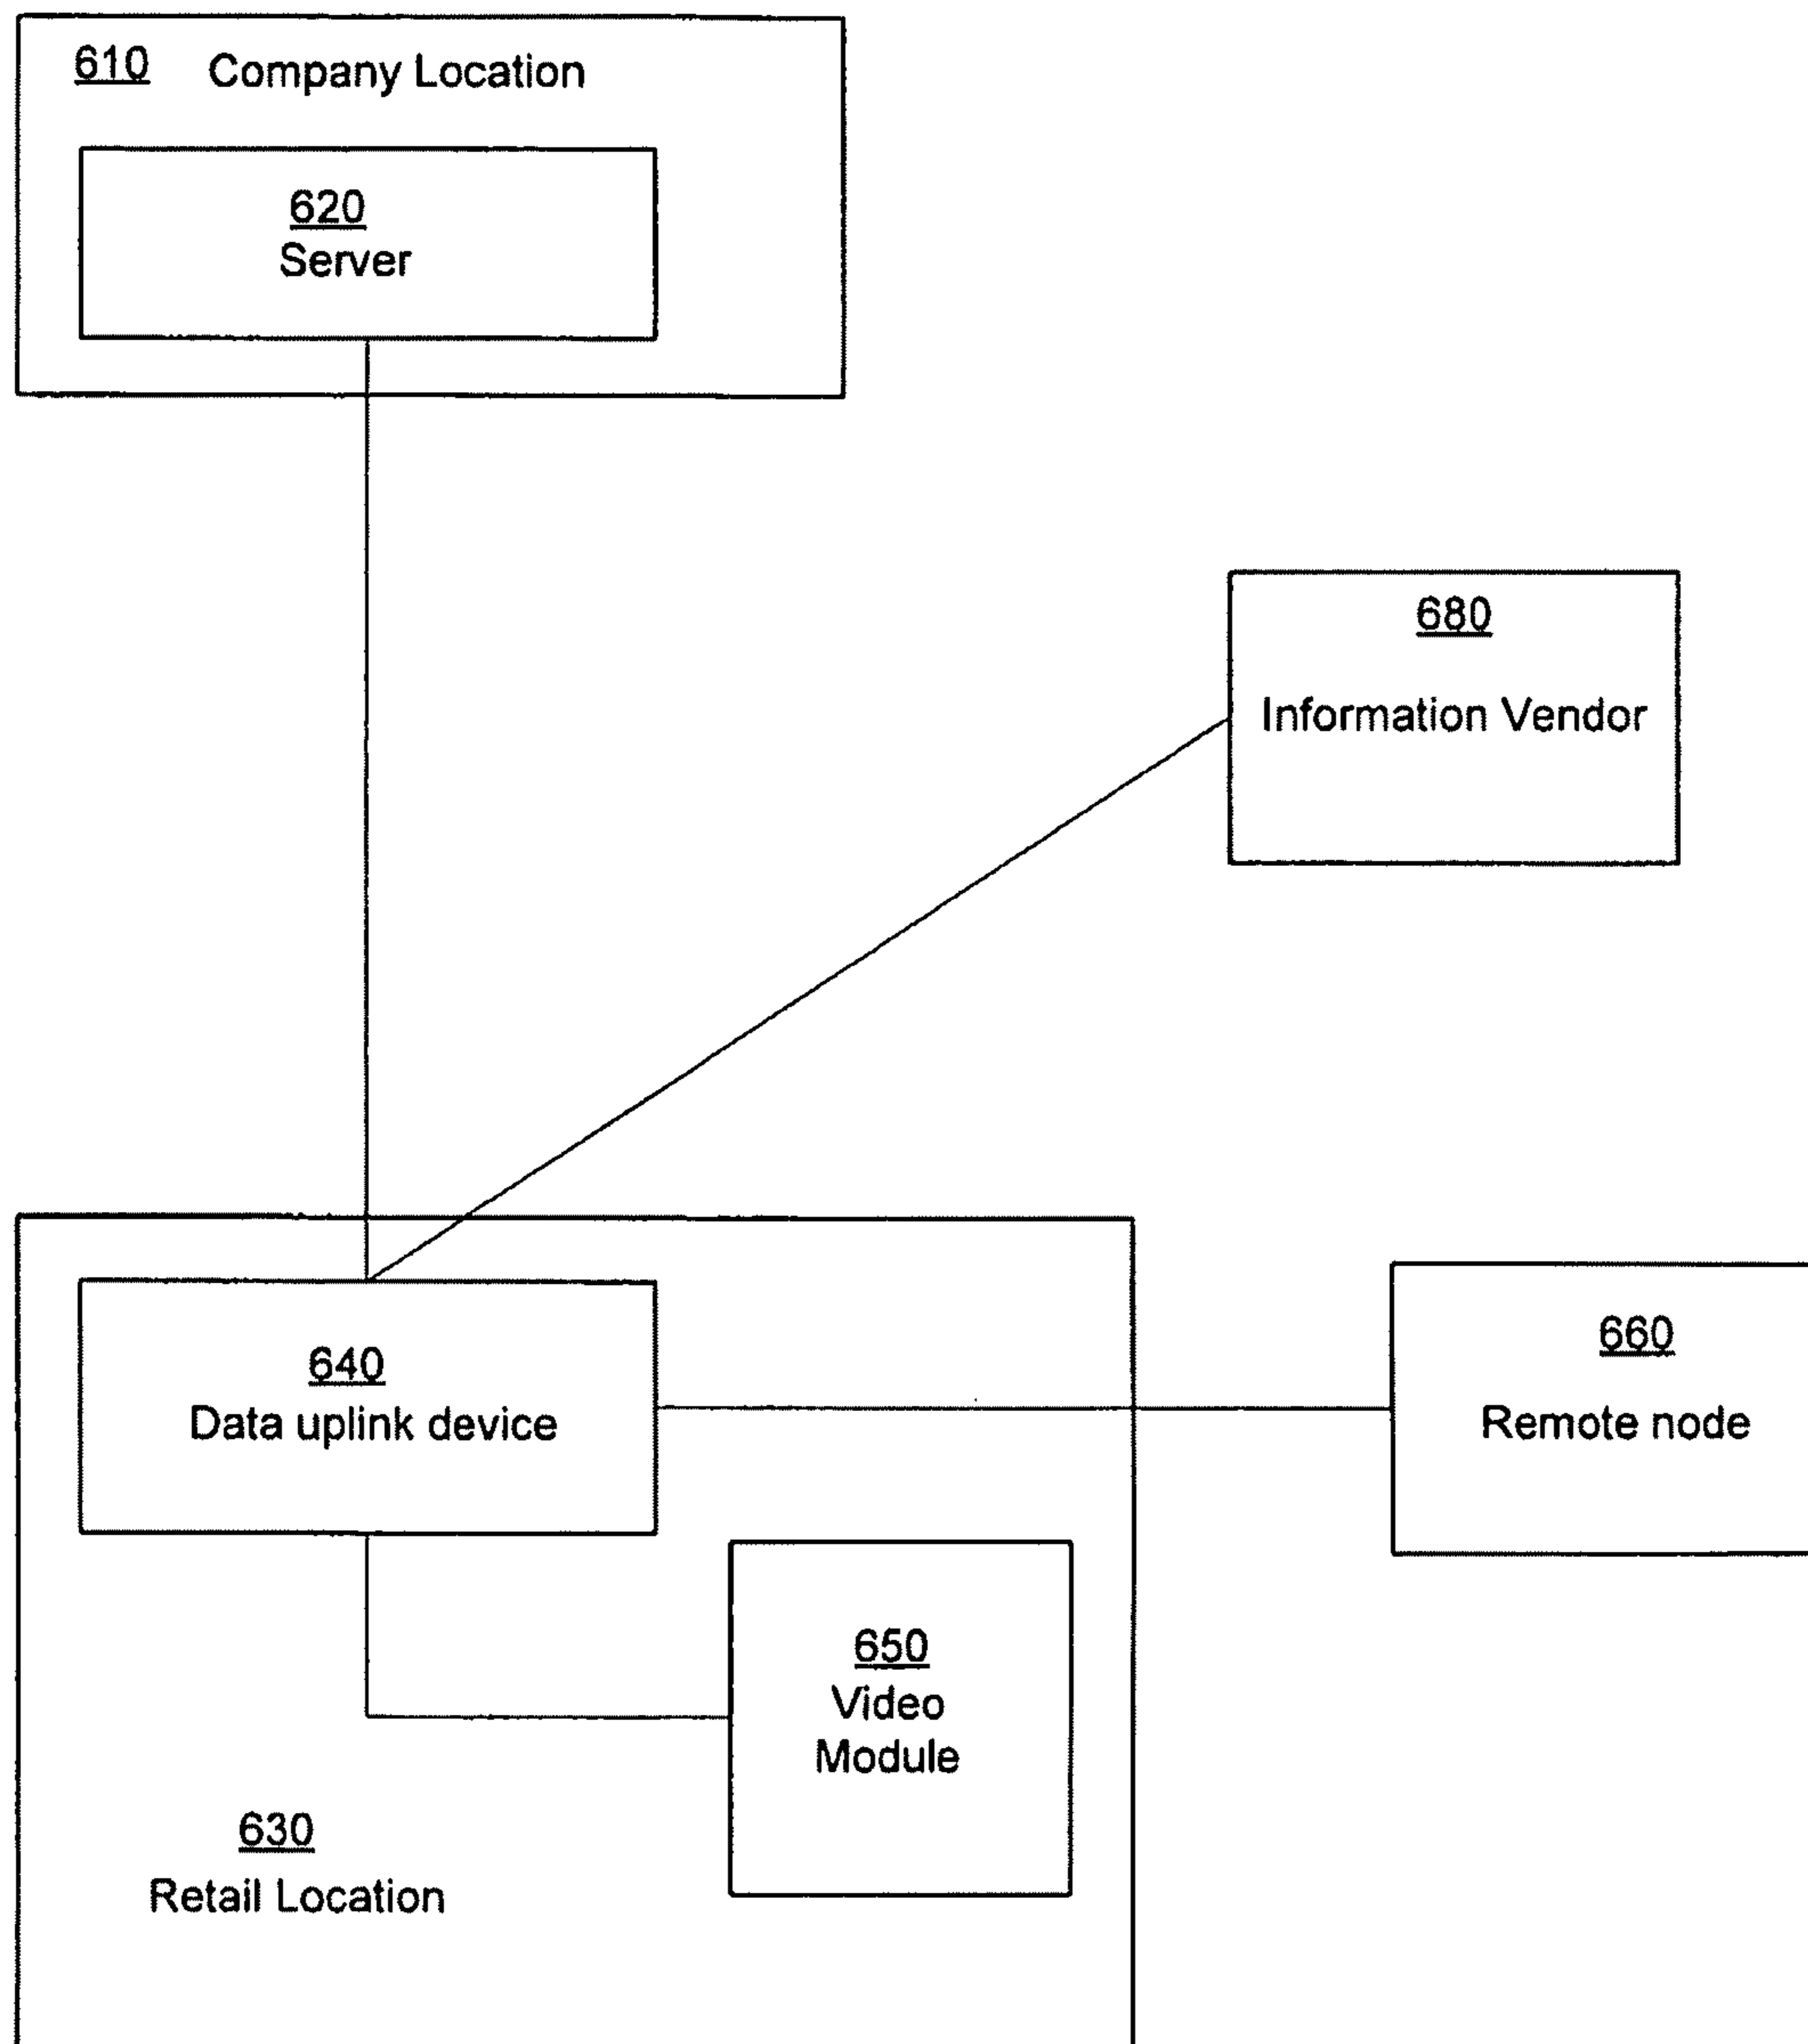 610 Company Location
620
Server
680
Information Vendor
640
Data uplink device
660
Remote node
650
Video
Module
630
Retail Location